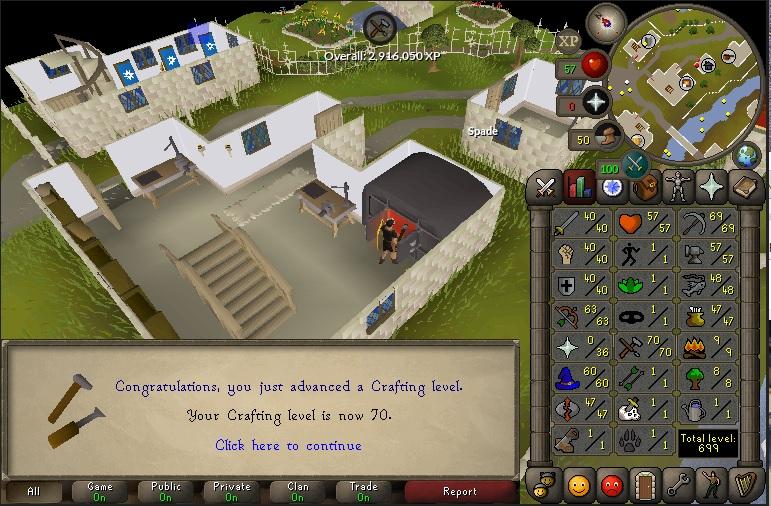 Overall: 2,916,050 XP
XP
57
0
50
100
Spade
40/40 57/57 69/69
40/40 1/1 57/57
40/40 1/1 48/48
63/63 1/1 47/47
0/36 70/70 9/9
60/60 1/1 8/8
47/47 1/1 1/1
1/1 1/1 Total level:
699
Congratulations, you just advanced a Crafting level.
Your Crafting level is now 70.
Click here to continue
All
Game
On
Public
On
Private
On
Clan
On
Trade
On
Report